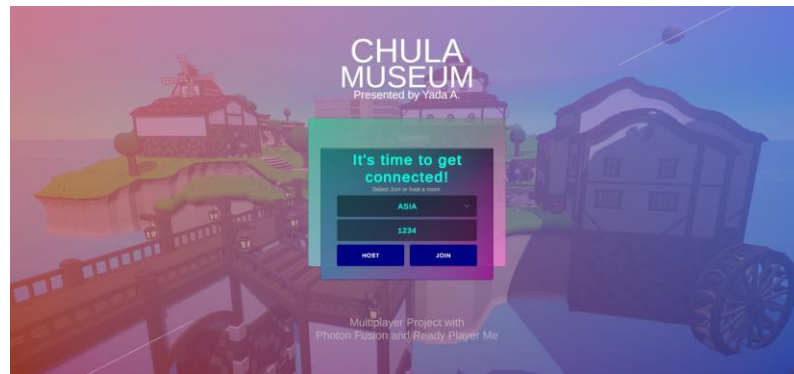 CHULA
MUSEUM
Presented by Yada A.
It's time to get
connected!
Select Join or host a room
ASIA
1234
HOST JOIN
Multiplayer Project with
Photon Fusion and Ready Player Me